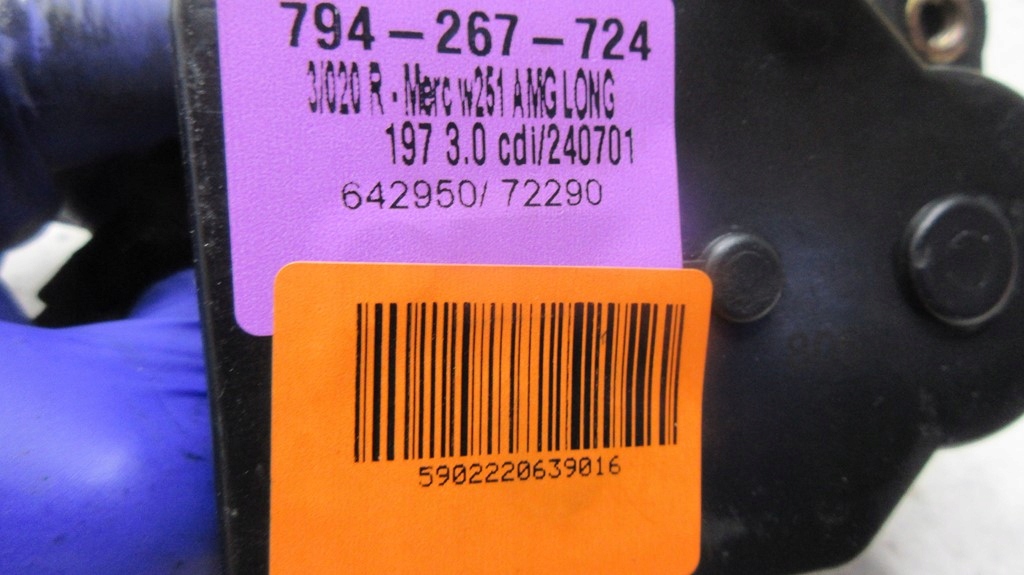 794-267-724
3/020 R - Merc w251 AMG LONG
197 3.0 cdi/240701
642950/ 72290
5902220639016